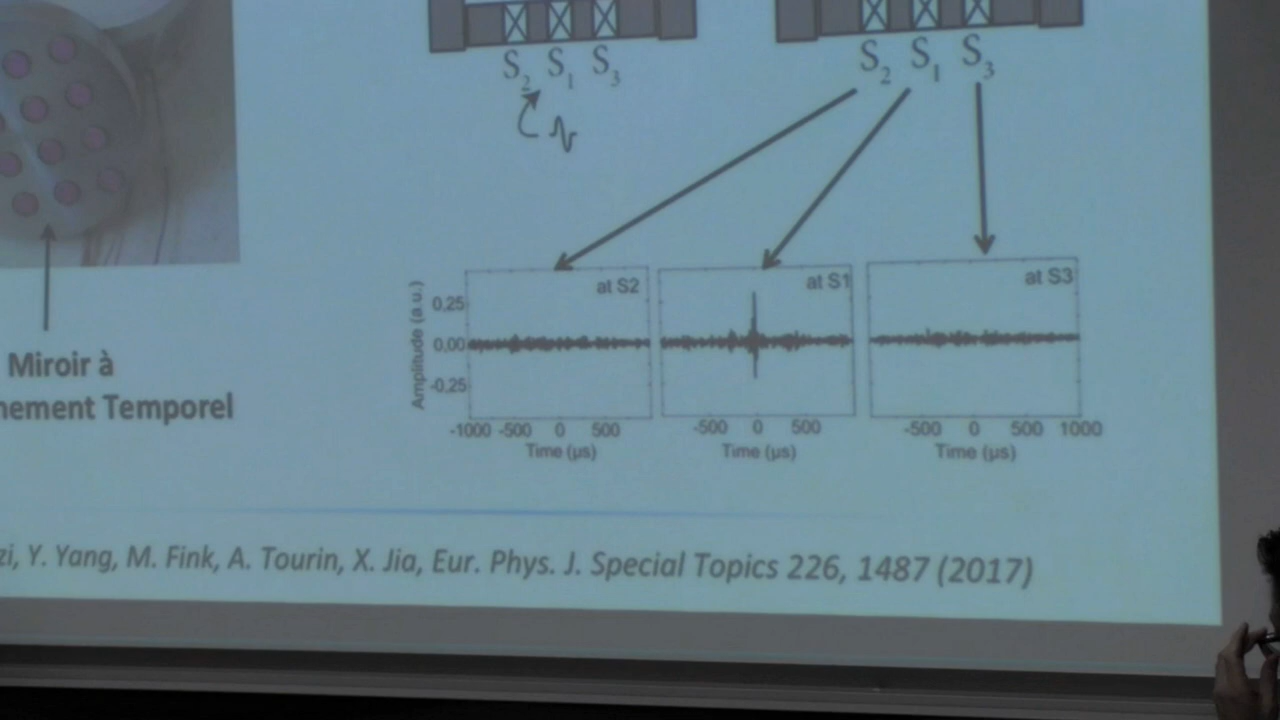 S2 S1 S3
S2 S1 S3
at S2
at S1
at S3
Amplitude (a.u.)
0,25
0,00
-0,25
-1000 -500 0 500
-500 0 500
-500 0 500 1000
Time (µs)
Time (µs)
Time (µs)
Miroir à
nement Temporel
zi, Y. Yang, M. Fink, A. Tourin, X. Jia, Eur. Phys. J. Special Topics 226, 1487 (2017)